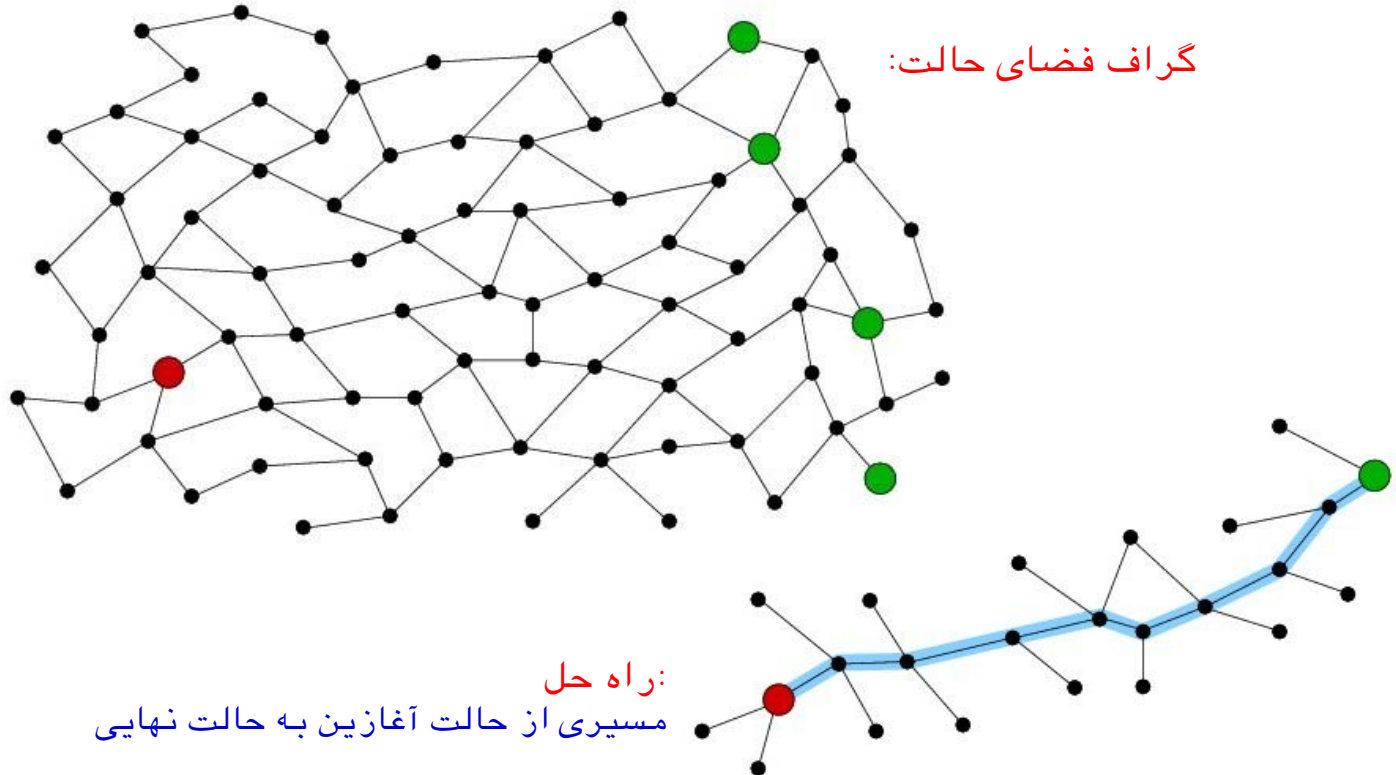 گراف فضای حالت:
راه حل:
مسیری از حالت آغازین به حالت نهایی